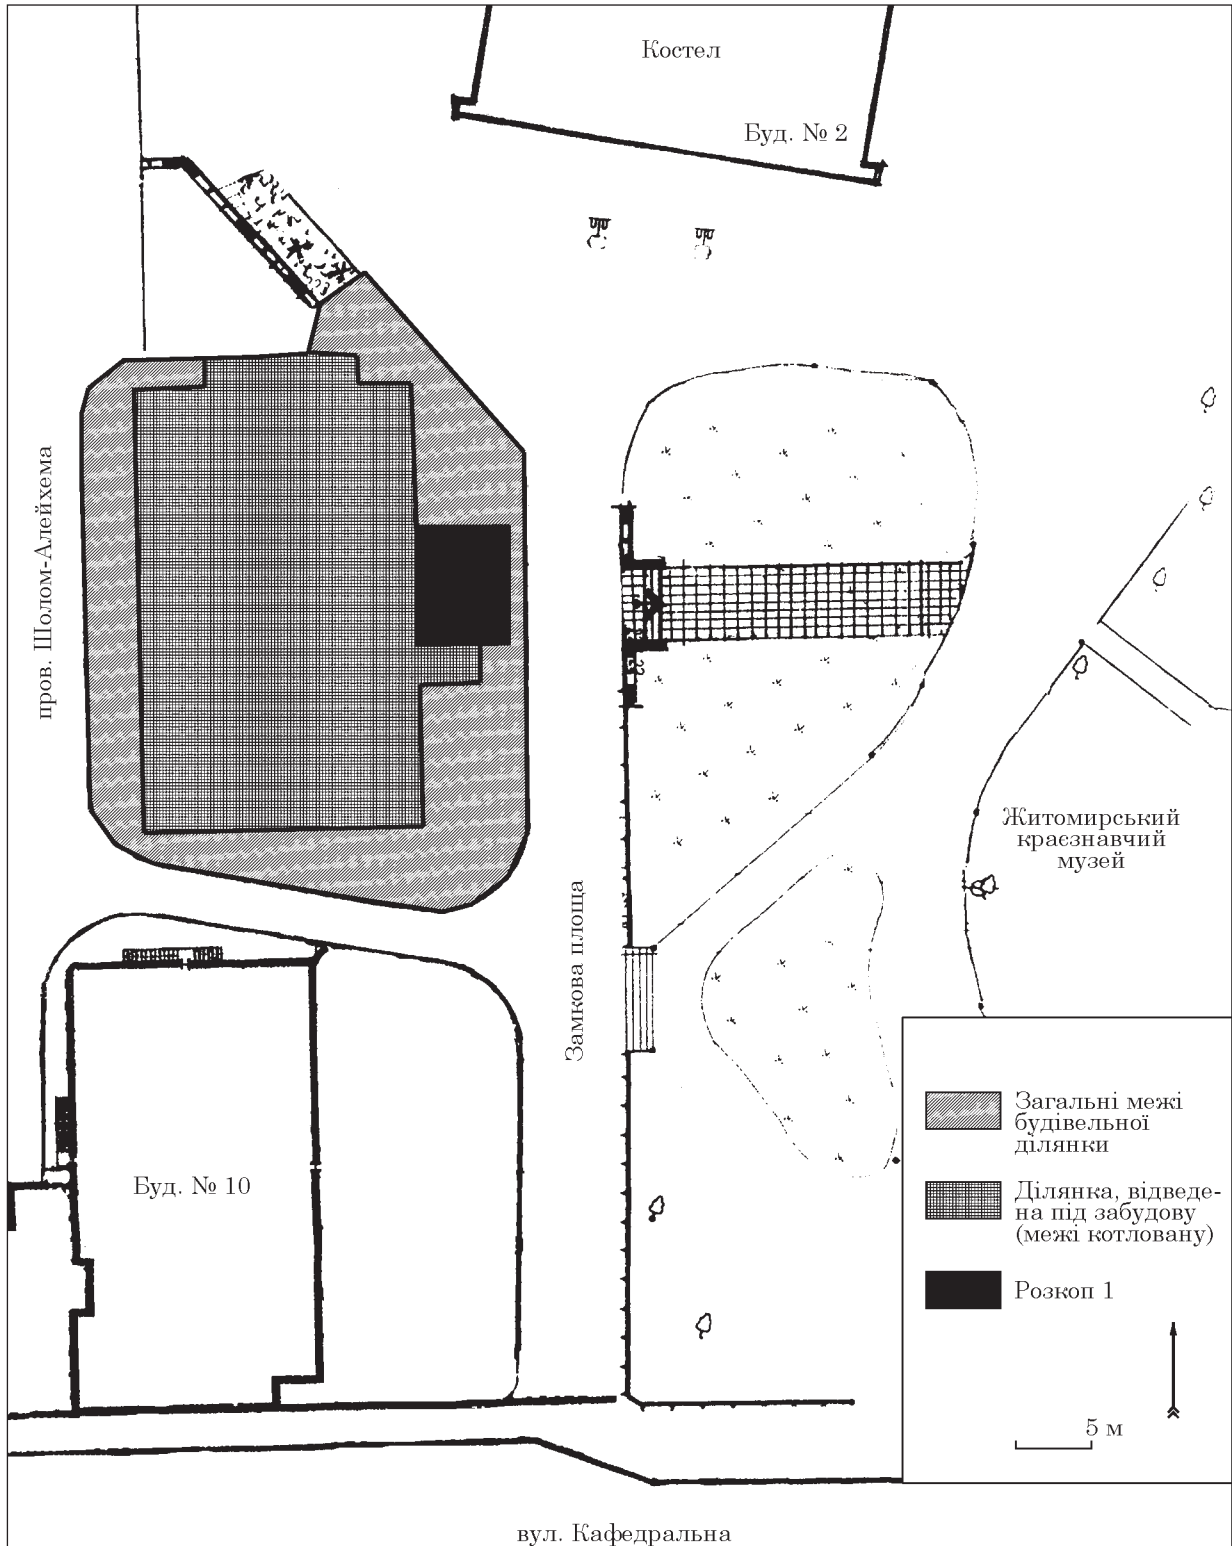 Костел
Буд. № 2
пров. Шолом-Алейхема
Житомирський
краєзнавчий
музей
Замкова площа
Буд. № 10
Загальні межі
будівельної
ділянки
Ділянка, відведе-
на під забудову
(межі котловану)
Розкоп 1
5 м
вул. Кафедральна